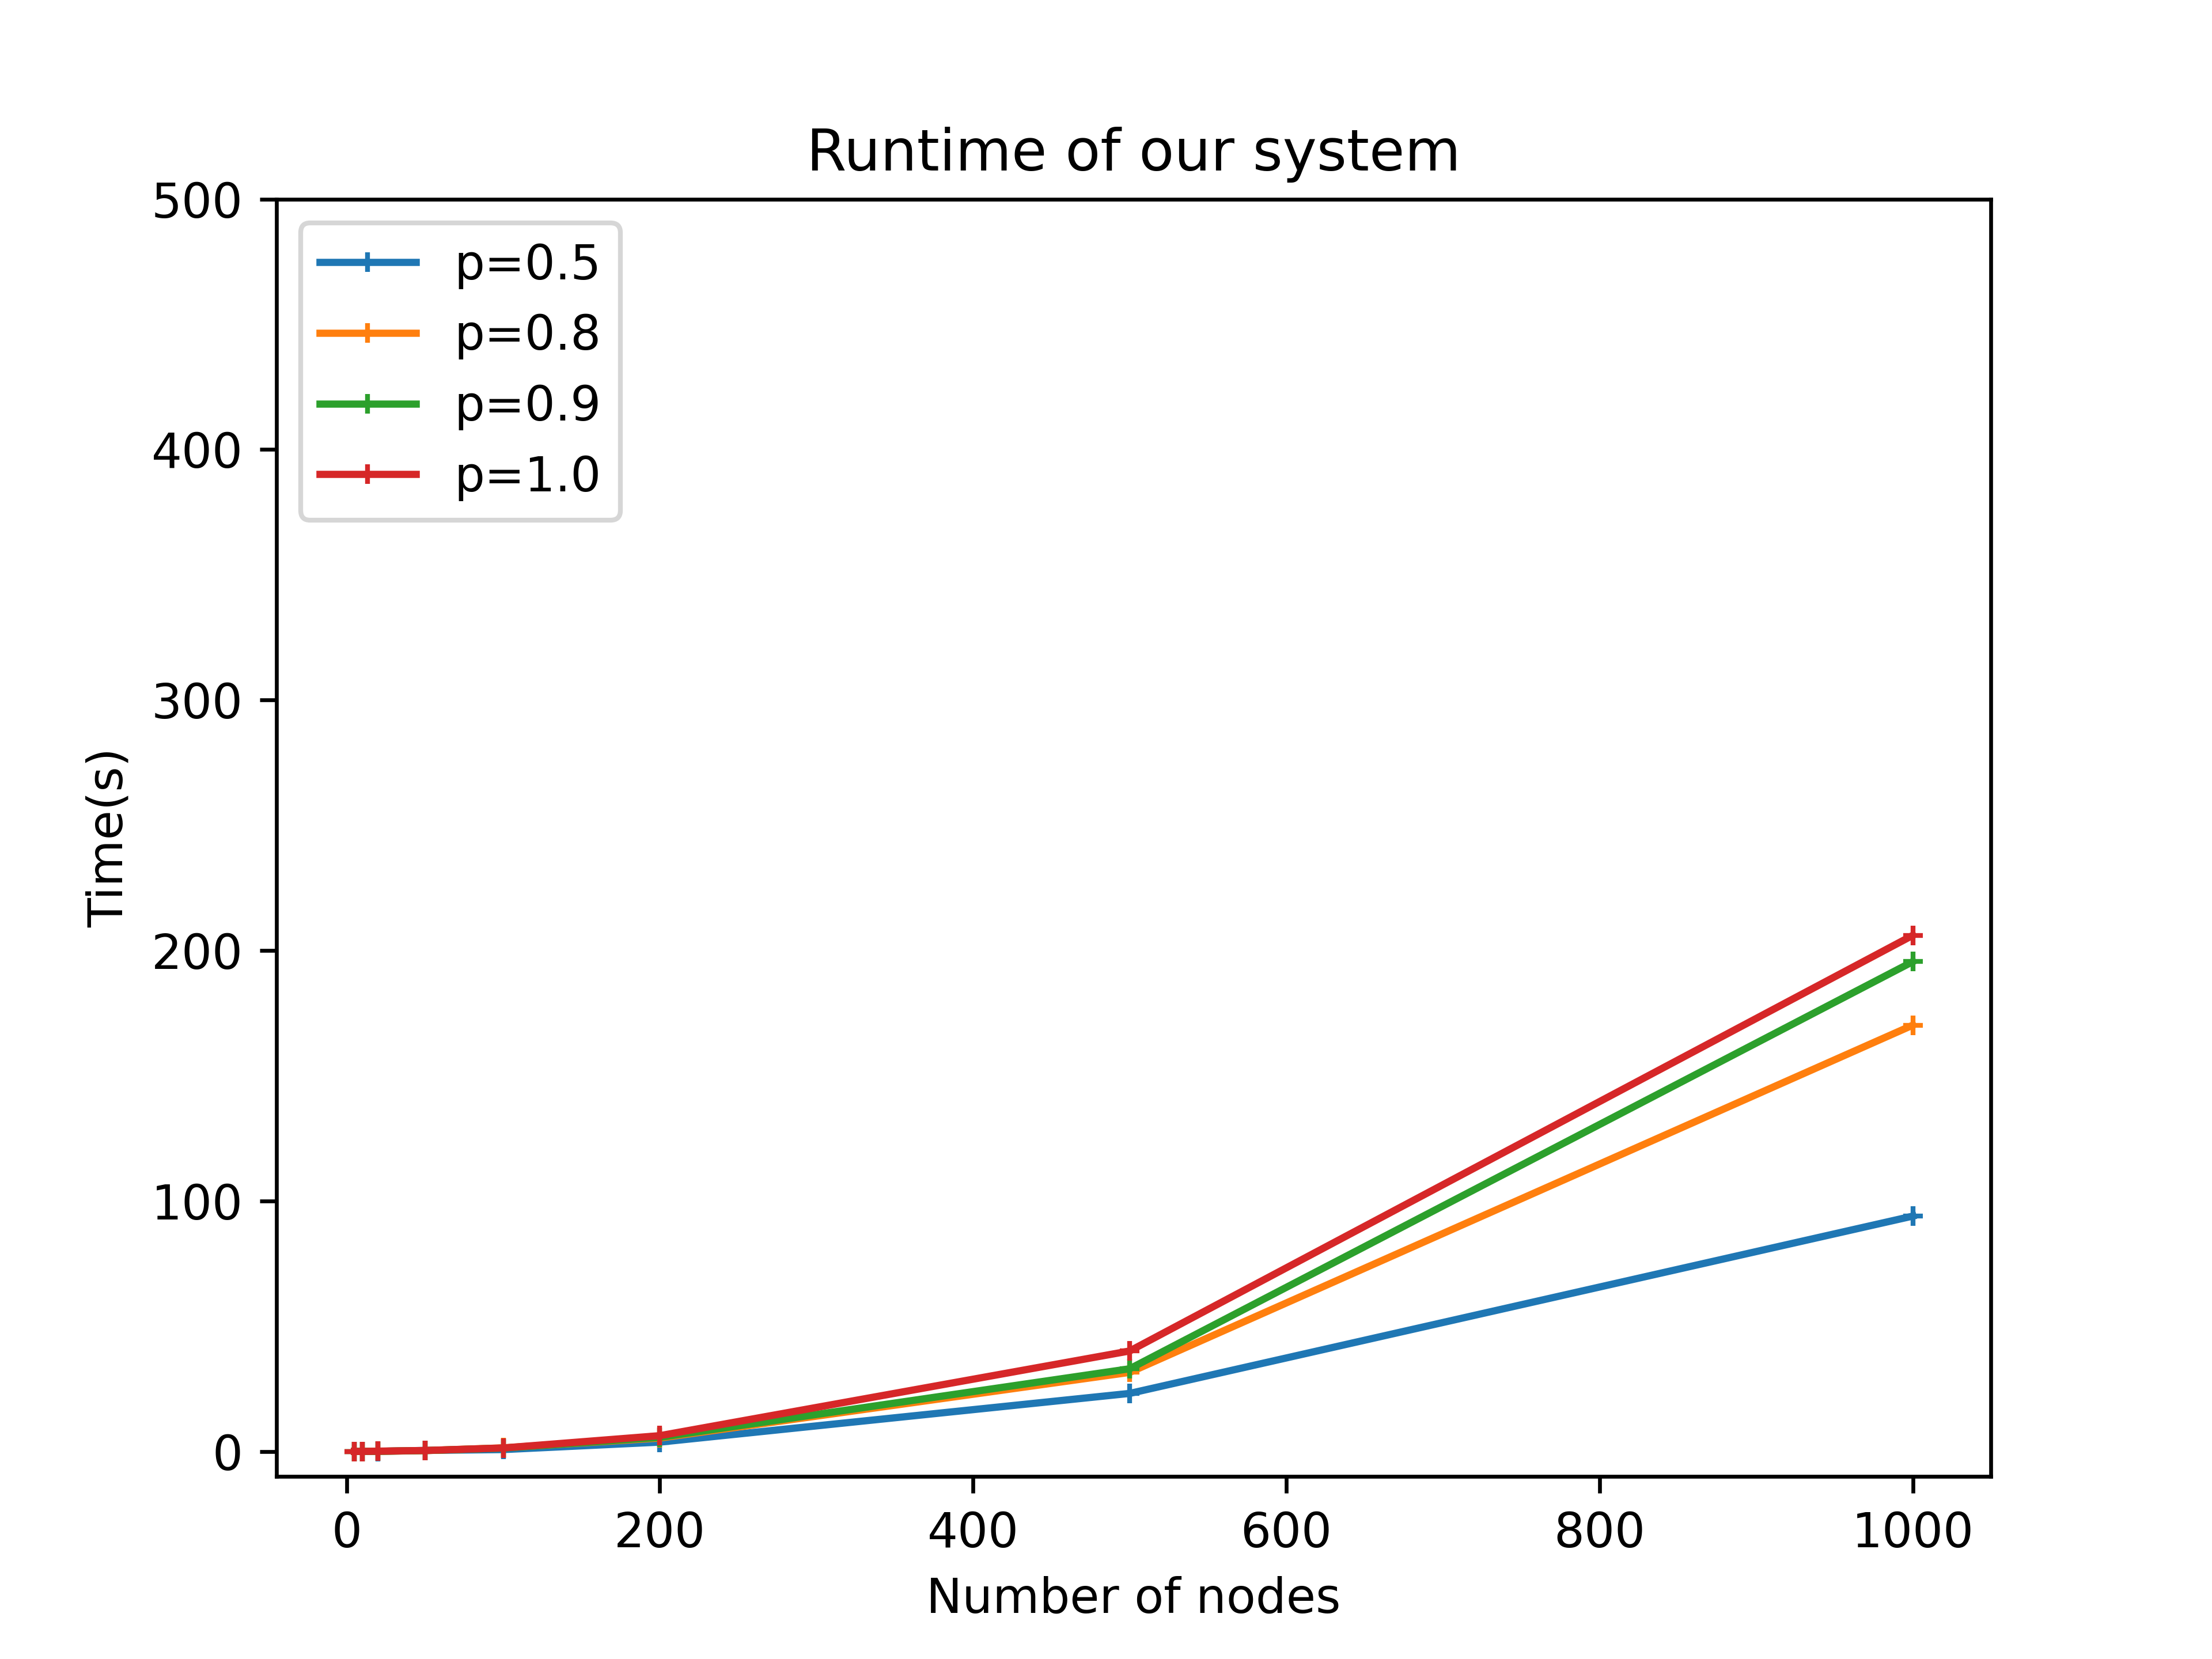 Runtime of our system
500
400
300
200
100
0
Time(s)
p=0.5
p=0.8
p=0.9
p=1.0
0 200 400 600 800 1000
Number of nodes